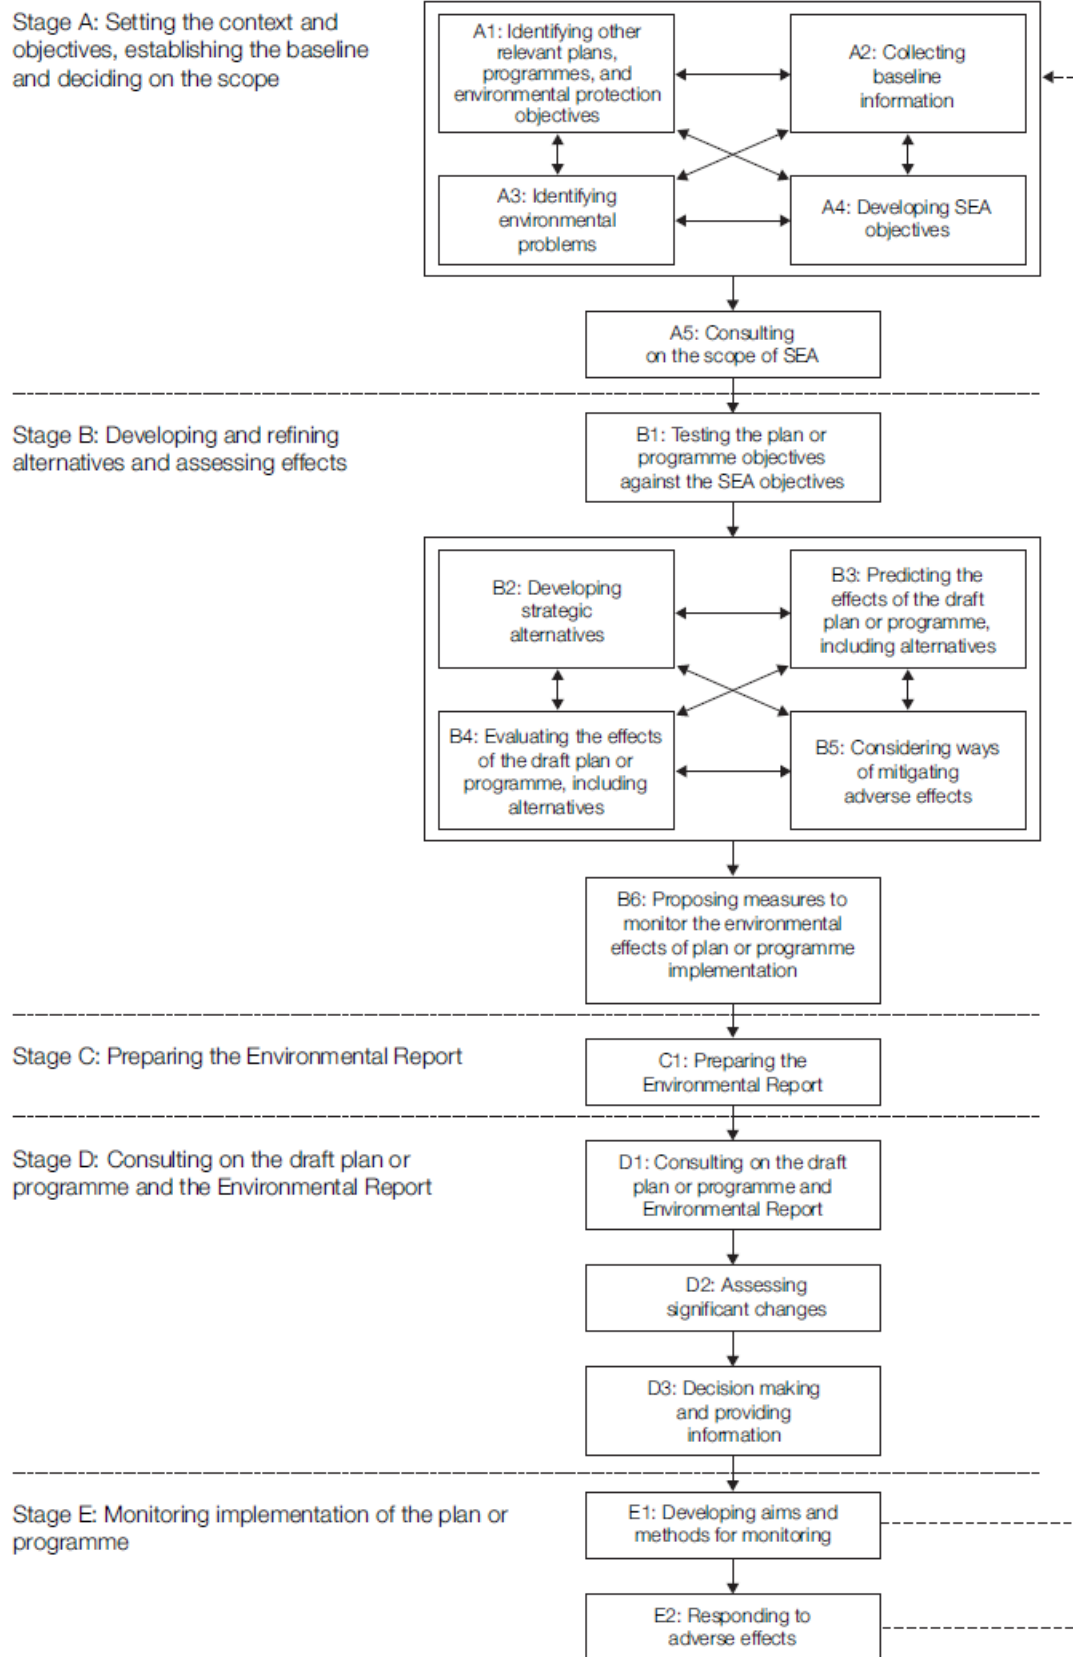 Stage A: Setting the context and
objectives, establishing the baseline
and deciding on the scope
A1: Identifying other
relevant plans,
programmes, and
environmental protection
objectives
A2: Collecting
baseline
information
A3: Identifying
environmental
problems
A4: Developing SEA
objectives
A5: Consulting
on the scope of SEA
Stage B: Developing and refining
alternatives and assessing effects
B1: Testing the plan or
programme objectives
against the SEA objectives
B2: Developing
strategic
alternatives
B3: Predicting the
effects of the draft
plan or programme,
including alternatives
B4: Evaluating the effects
of the draft plan or
programme, including
alternatives
B5: Considering ways
of mitigating
adverse effects
B6: Proposing measures to
monitor the environmental
effects of plan or programme
implementation
Stage C: Preparing the Environmental Report
C1: Preparing the
Environmental Report
Stage D: Consulting on the draft plan or
programme and the Environmental Report
D1: Consulting on the draft
plan or programme and
Environmental Report
D2: Assessing
significant changes
D3: Decision making
and providing
information
Stage E: Monitoring implementation of the plan or
programme
E1: Developing aims and
methods for monitoring
E2: Responding to
adverse effects